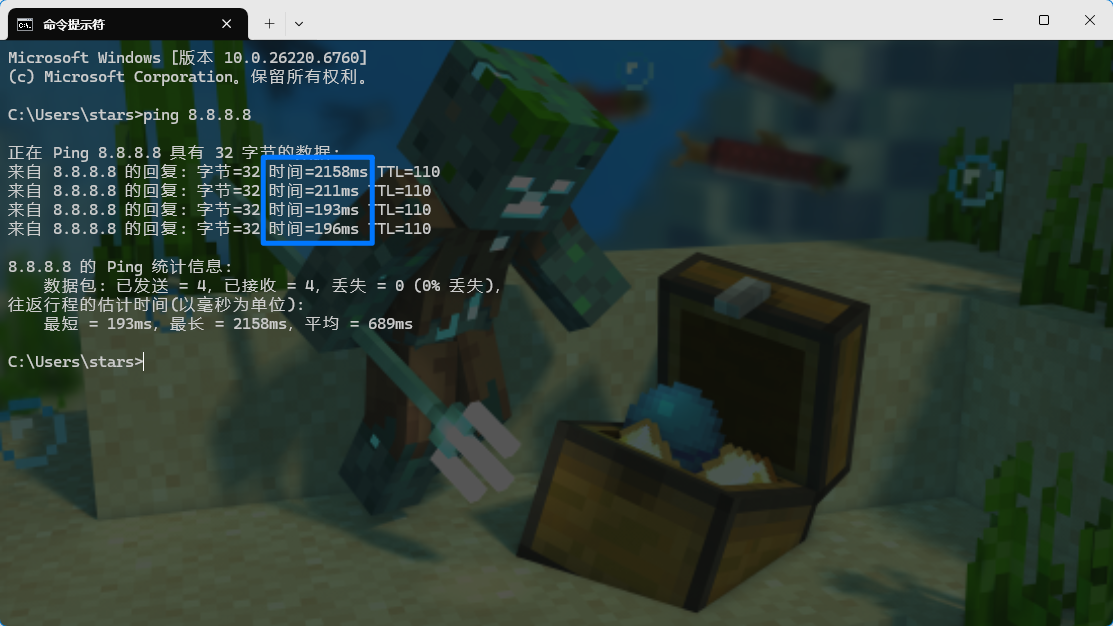 命令提示符
Microsoft Windows [版本 10.0.26220.6760]
(c) Microsoft Corporation。保留所有权利。
C:\Users\stars>ping 8.8.8.8
正在 Ping 8.8.8.8 具有 32 字节的数据:
来自 8.8.8.8 的回复: 字节=32 时间=2158ms TTL=110
来自 8.8.8.8 的回复: 字节=32 时间=211ms TTL=110
来自 8.8.8.8 的回复: 字节=32 时间=193ms TTL=110
来自 8.8.8.8 的回复: 字节=32 时间=196ms TTL=110
8.8.8.8 的 Ping 统计信息:
数据包: 已发送 = 4, 已接收 = 4, 丢失 = 0 (0% 丢失),
往返行程的估计时间(以毫秒为单位):
最短 = 193ms, 最长 = 2158ms, 平均 = 689ms
C:\Users\stars>